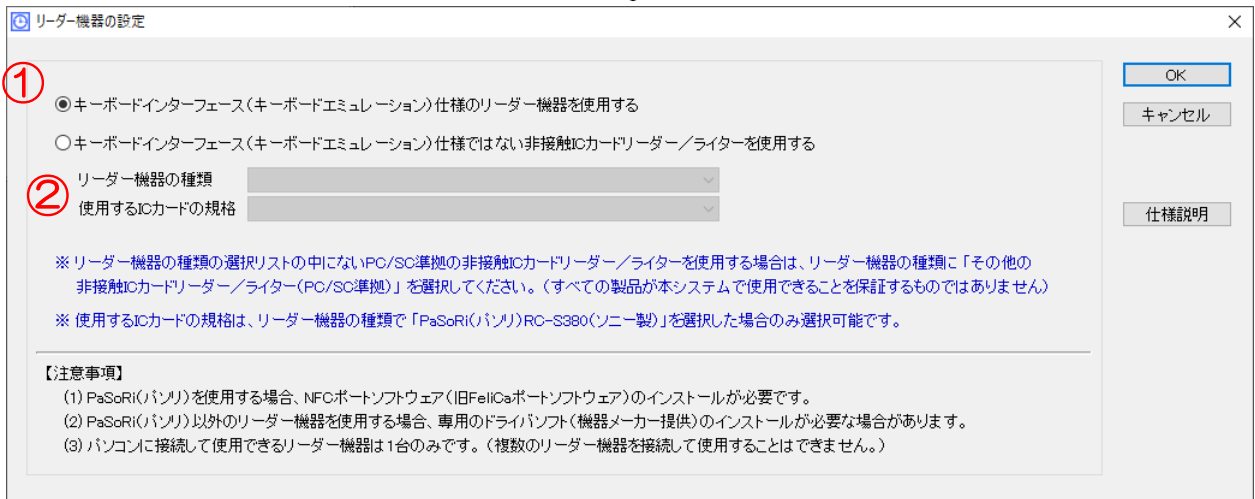 リーダー機器の設定
①
OK
◉キーボードインターフェース(キーボードエミュレーション)仕様のリーダー機器を使用する
キャンセル
○キーボードインターフェース(キーボードエミュレーション)仕様ではない非接触ICカードリーダー/ライターを使用する
リーダー機器の種類
②
使用するICカードの規格
仕様説明
※リーダー機器の種類の選択リストの中にないPC/SC準拠の非接触ICカードリーダー/ライターを使用する場合は、リーダー機器の種類に「その他の
非接触ICカードリーダー/ライター(PC/SC準拠)」を選択してください。(すべての製品が本システムで使用できることを保証するものではありません)
※ 使用するICカードの規格は、リーダー機器の種類で「PaSoRi(パソリ)RC-S380(ソニー製)」を選択した場合のみ選択可能です。
【注意事項】
(1) PaSoRi(パソリ)を使用する場合、NFCポートソフトウェア(旧FeliCaポートソフトウェア)のインストールが必要です。
(2) PaSoRi(パソリ)以外のリーダー機器を使用する場合、専用のドライバソフト(機器メーカー提供)のインストールが必要な場合があります。
(3) パソコンに接続して使用できるリーダー機器は1台のみです。(複数のリーダー機器を接続して使用することはできません。)